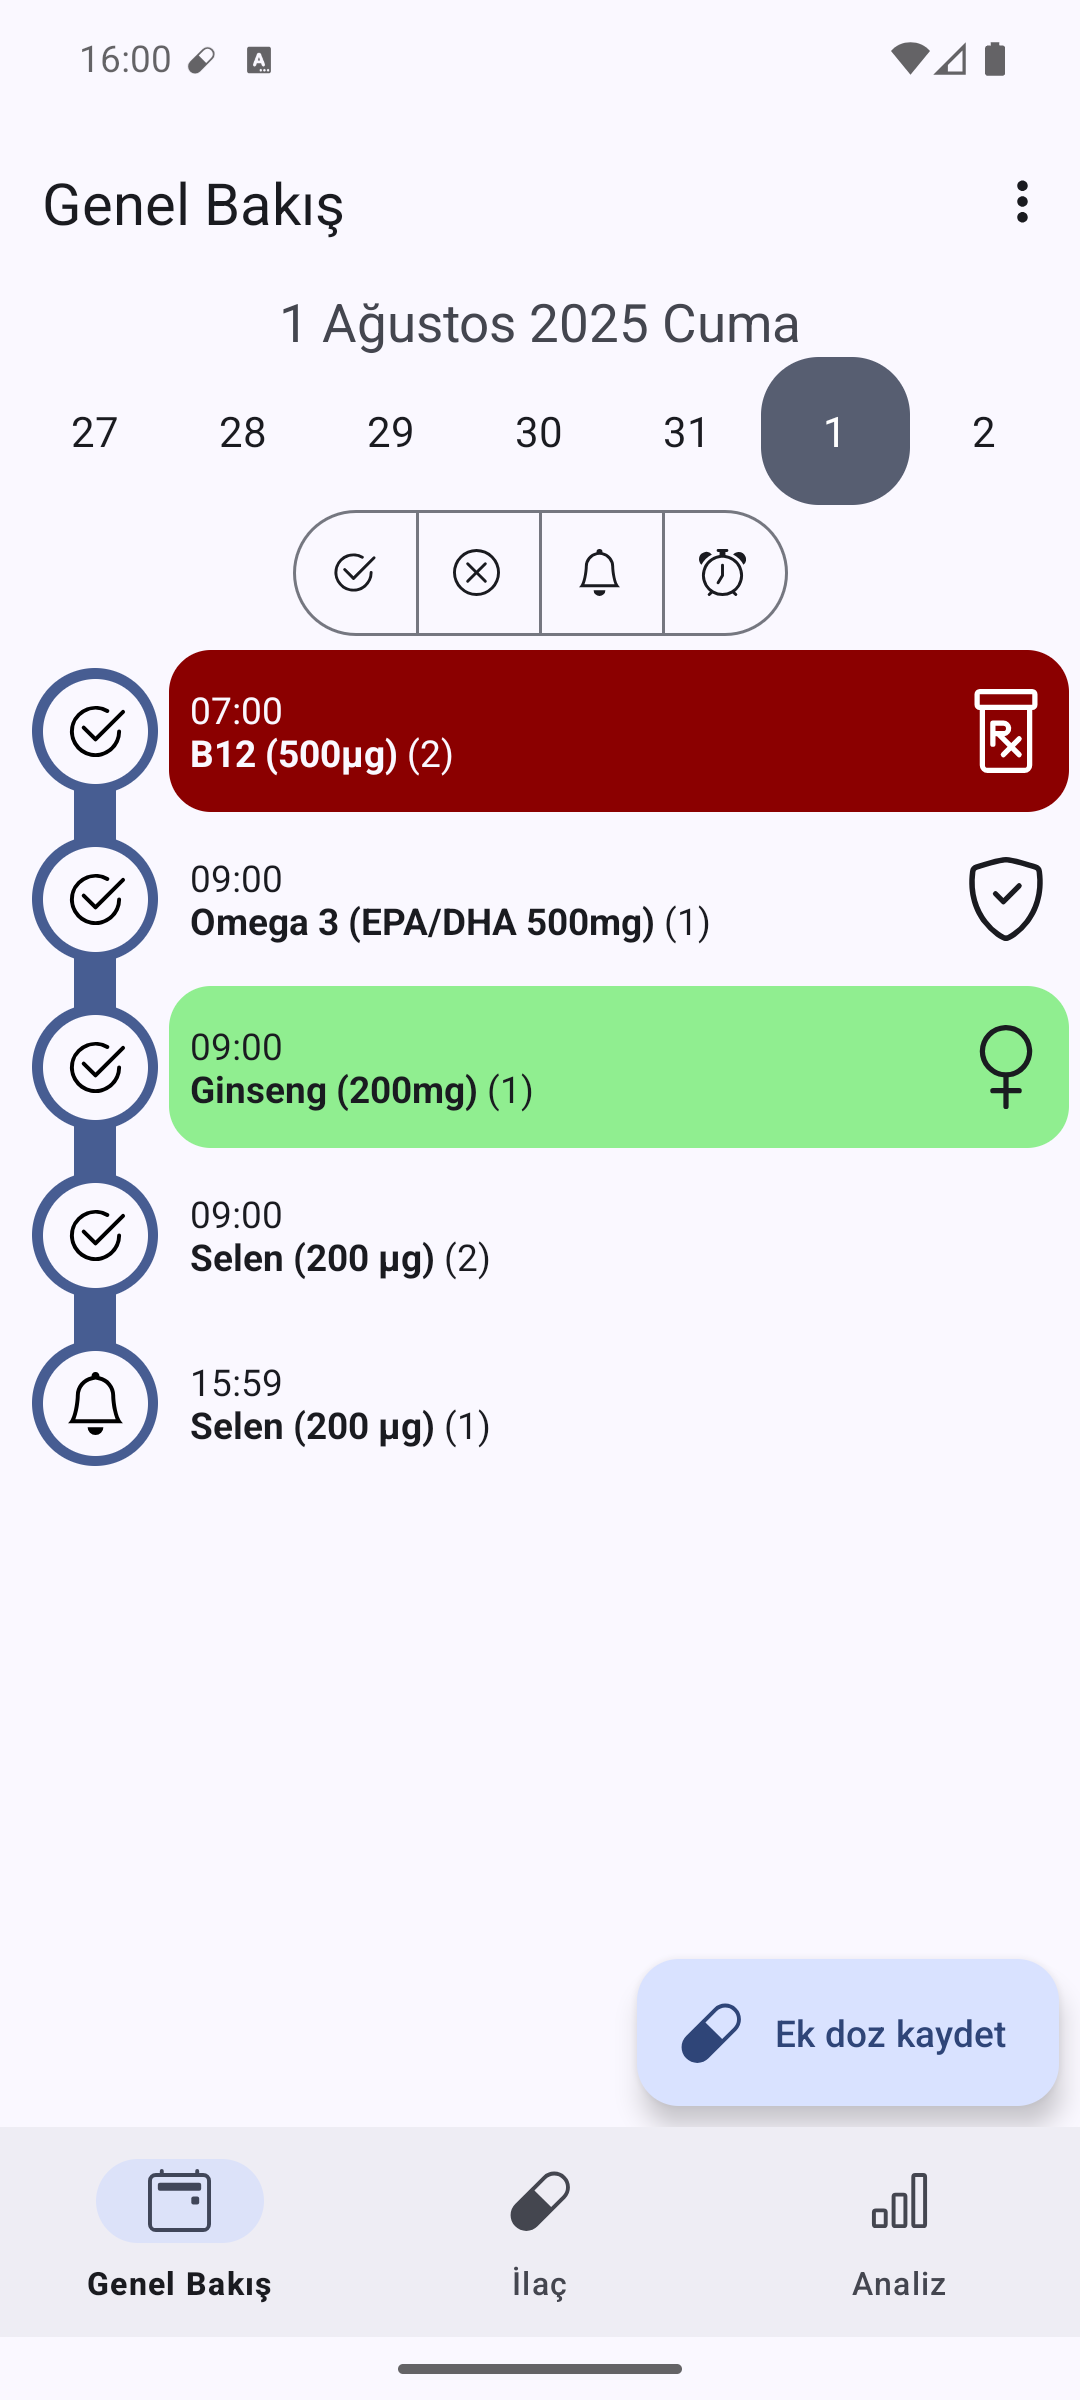 16:00
Genel Bakış
1 Ağustos 2025 Cuma
27 28 29 30 31 1 2
07:00
B12 (500µg) (2)
09:00
Omega 3 (EPA/DHA 500mg) (1)
09:00
Ginseng (200mg) (1)
09:00
Selen (200 µg) (2)
15:59
Selen (200 µg) (1)
Ek doz kaydet
Genel Bakış İlaç Analiz